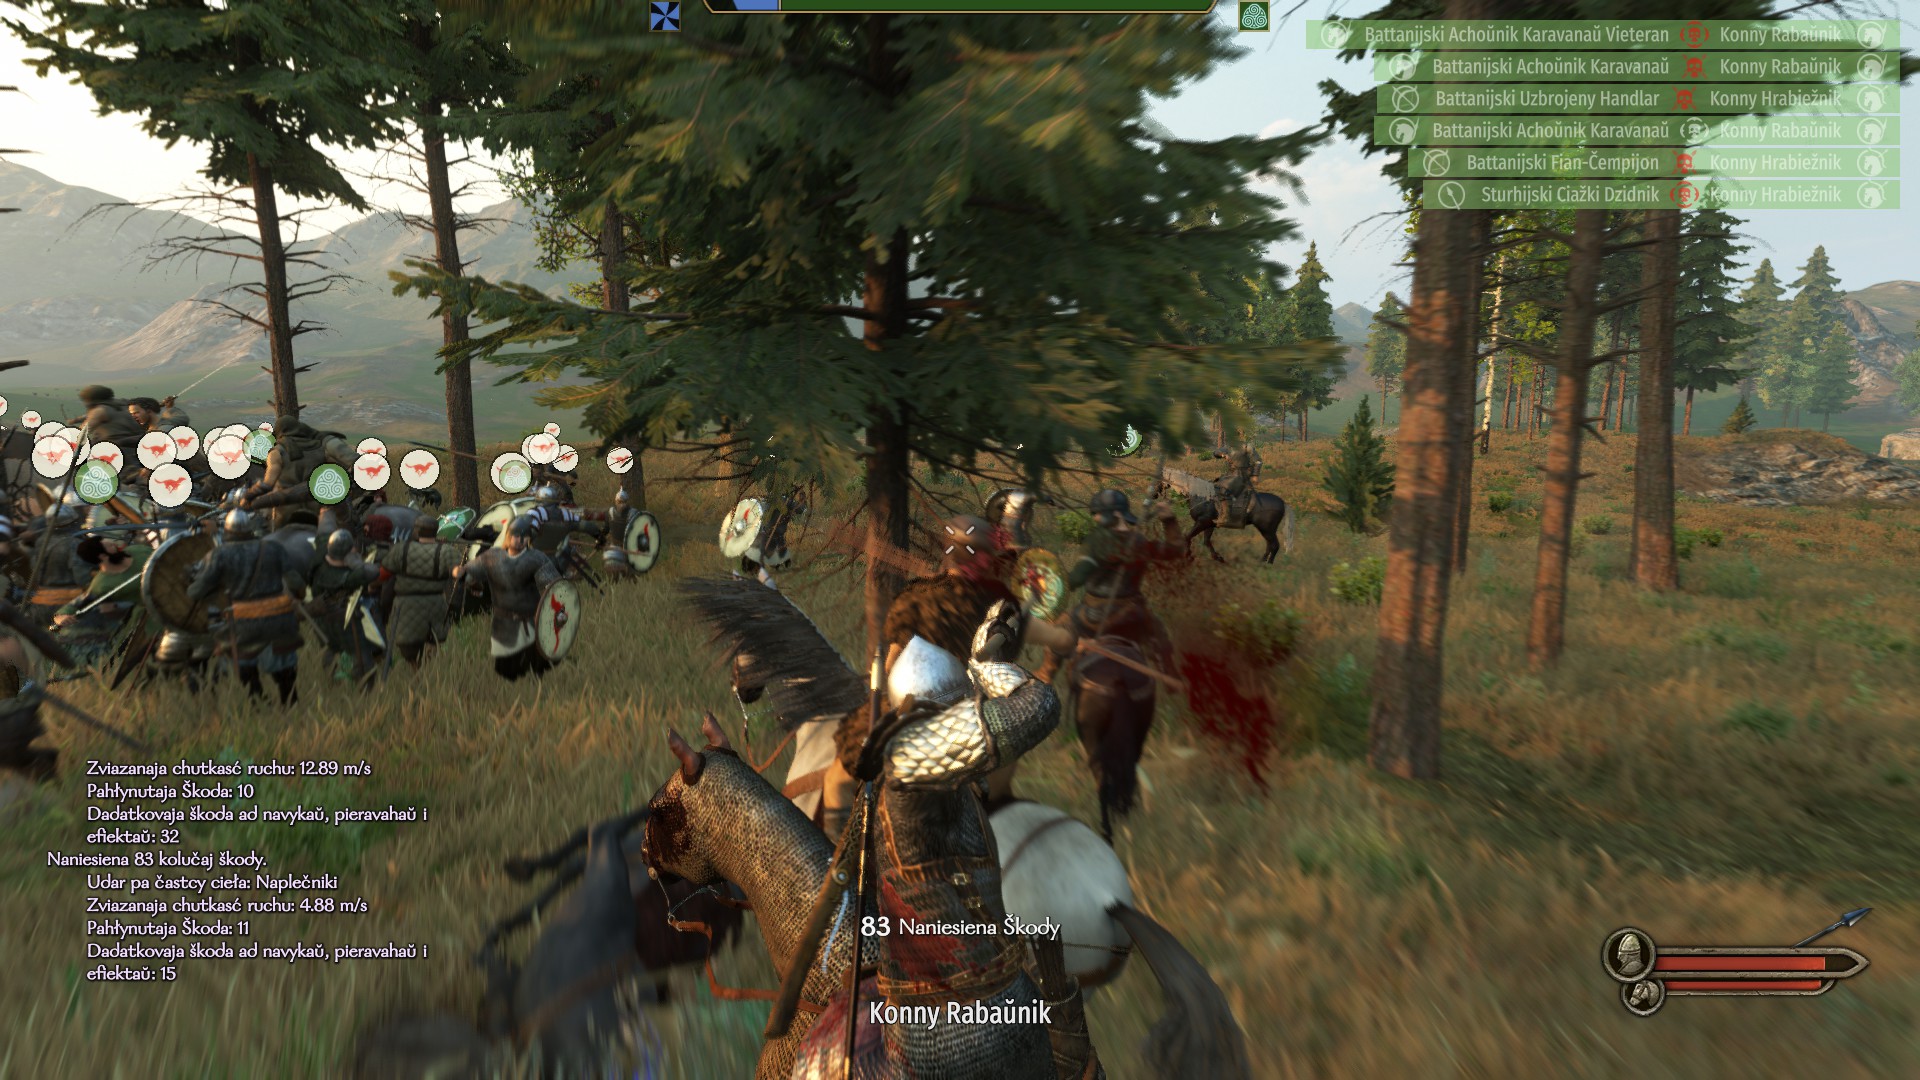 Battanijski Achoŭnik Karavanaŭ Vieteran Konny Rabaŭnik
Battanijski Achoŭnik Karavanaŭ Konny Rabaŭnik
Battanijski Uzbrojeny Handlar Konny Hrabiežnik
Battanijski Achoŭnik Karavanaŭ Konny Rabaŭnik
Battanijski Fian-Čempijon Konny Hrabiežnik
Sturhijski Ciažki Dzidnik Konny Hrabiežnik
Zviazanaja chutkasć ruchu: 12.89 m/s
Pahłynutaja Škoda: 10
Dadatkovaja škoda ad navykaŭ, pieravahaŭ i
efiektaŭ: 32
Naniesiena 83 kolučaj škody.
Udar pa častcy cieła: Naplečniki
Zviazanaja chutkasć ruchu: 4.88 m/s
Pahłynutaja Škoda: 11
Dadatkovaja škoda ad navykaŭ, pieravahaŭ i
efiektaŭ: 15
83 Naniesiena Škody
Konny Rabaŭnik